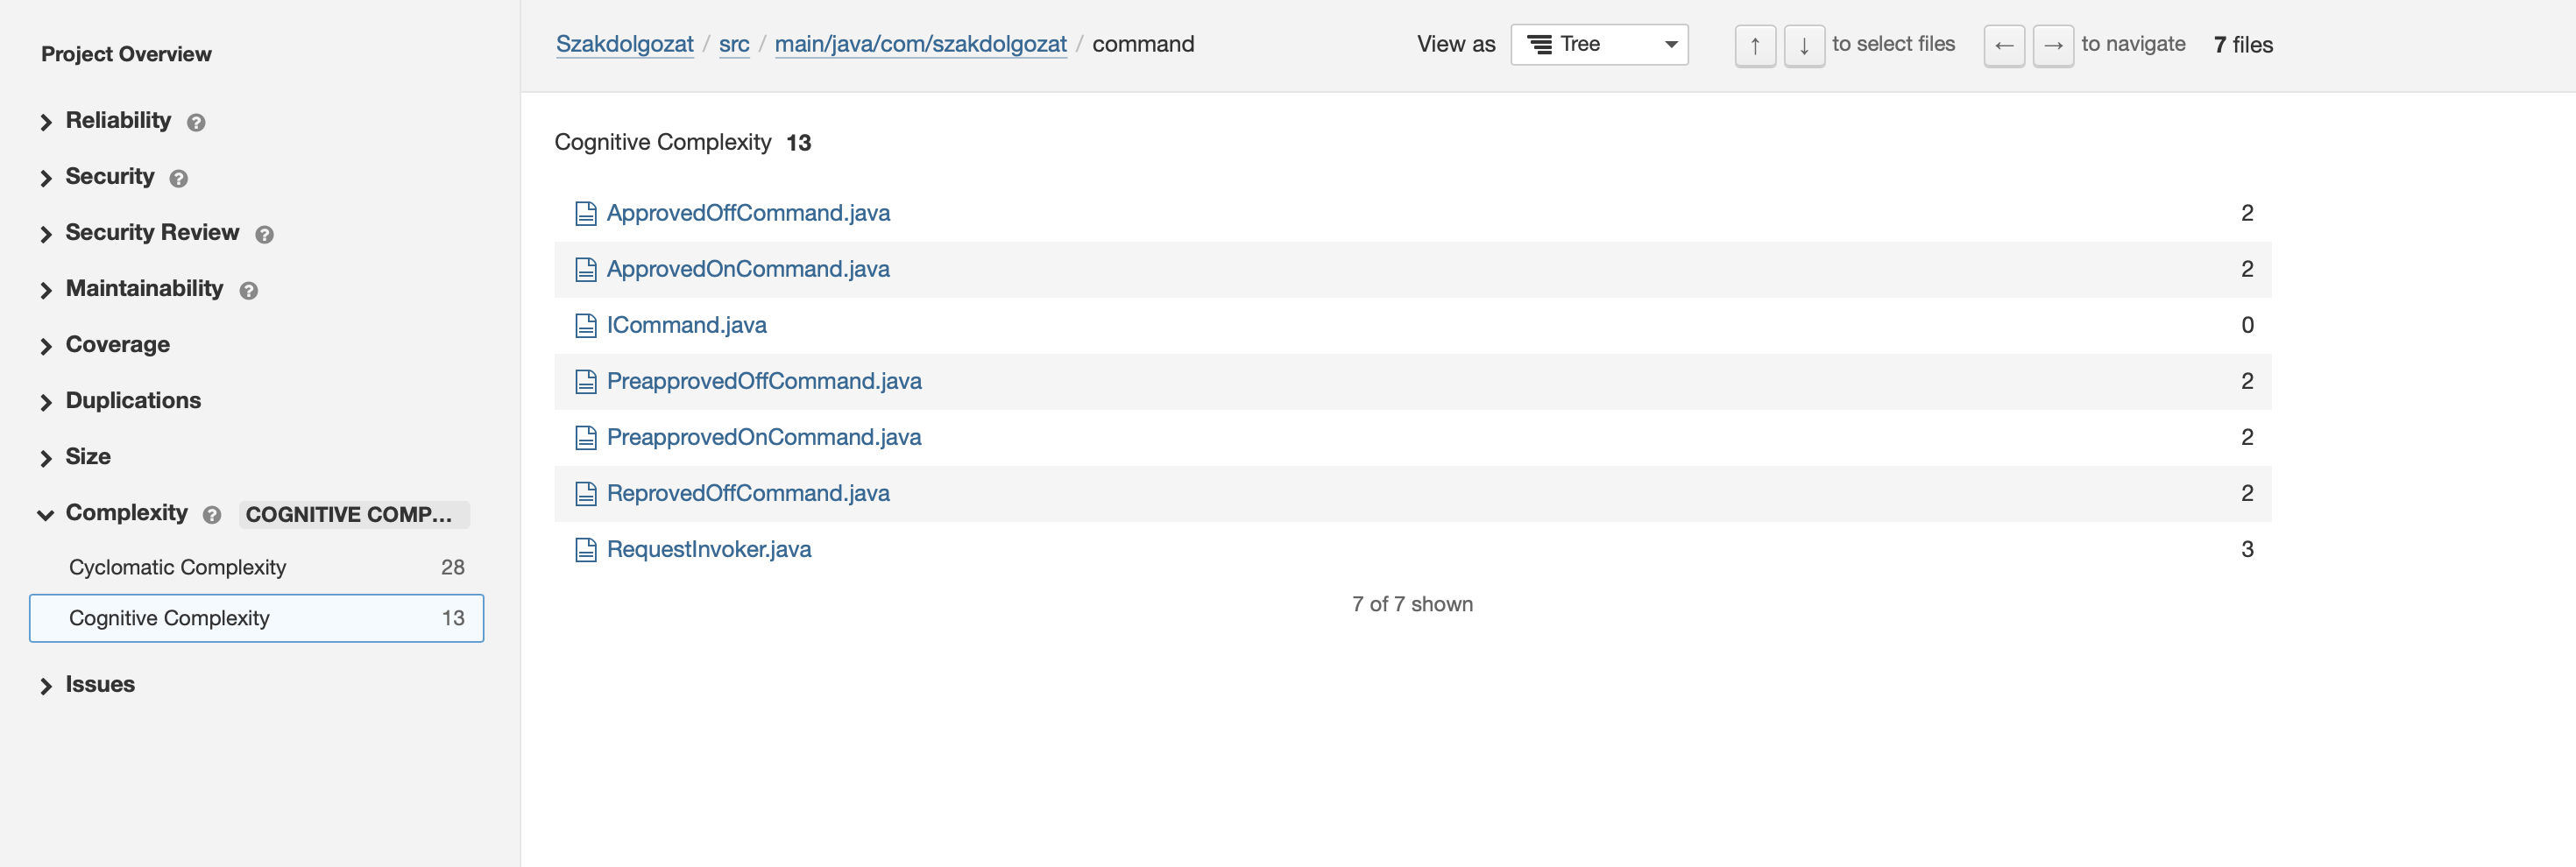 Project Overview
Reliability ?
Security ?
Security Review ?
Maintainability ?
Coverage
Duplications
Size
Complexity ? COGNITIVE COMP...
Cyclomatic Complexity 28
Cognitive Complexity 13
Issues
Szakdolgozat / src / main/java/com/szakdolgozat / command
View as Tree ↑ ↓ to select files ← → to navigate 7 files
Cognitive Complexity 13
ApprovedOffCommand.java 2
ApprovedOnCommand.java 2
ICommand.java 0
PreapprovedOffCommand.java 2
PreapprovedOnCommand.java 2
ReprovedOffCommand.java 2
RequestInvoker.java 3
7 of 7 shown